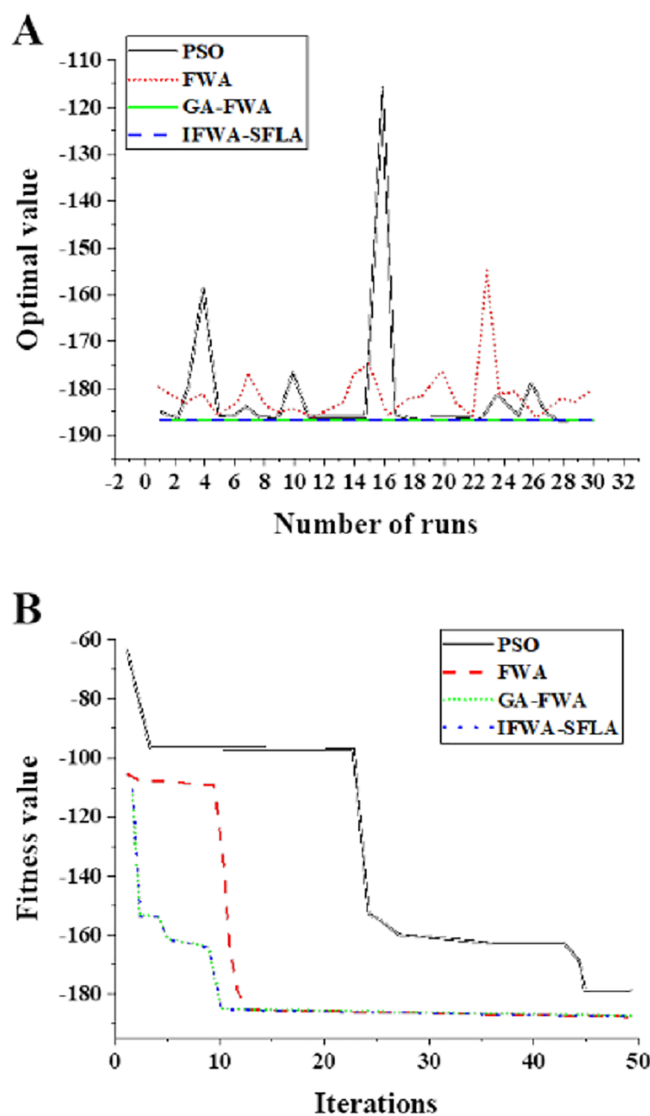 A
PSO
FWA
GA-FWA
IFWA-SFLA
-110
-120
-130
-140
-150
-160
-170
-180
-190
Optimal value
-2 0 2 4 6 8 10 12 14 16 18 20 22 24 26 28 30 32
Number of runs
B
PSO
FWA
GA-FWA
IFWA-SFLA
-60
-80
-100
-120
-140
-160
-180
Fitness value
0 10 20 30 40 50
Iterations